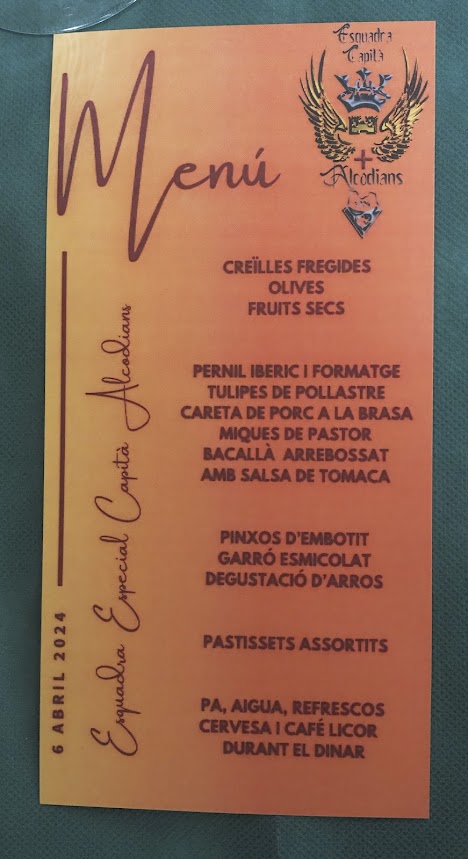 Esquadra
Capità
+
Alcòdians
Menú
CREÏLLES FREGIDES
OLIVES
FRUITS SECS
PERNIL IBERIC I FORMATGE
TULIPES DE POLLASTRE
CARETA DE PORC A LA BRASA
MIQUES DE PASTOR
BACALLÀ ARREBOSSAT
AMB SALSA DE TOMACA
PINXOS D'EMBOTIT
GARRÓ ESMICOLAT
DEGUSTACIÓ D'ARROS
PASTISSETS ASSORTITS
PA, AIGUA, REFRESCOS
CERVESA I CAFÉ LICOR
DURANT EL DINAR
6 ABRIL 2024
Esquadra Especial Capità Alcodians